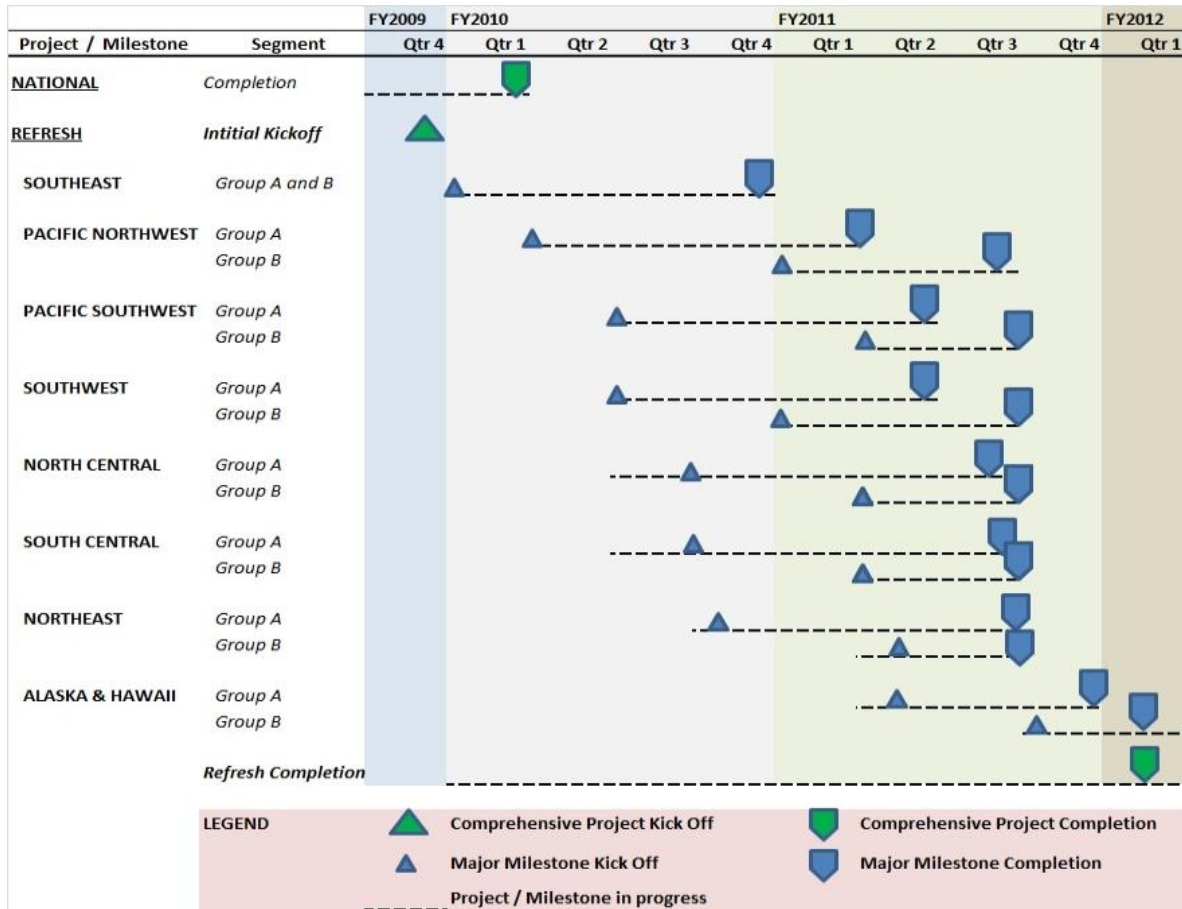 FY2009 FY2010 FY2011 FY2012
Project / Milestone Segment Qtr 4 Qtr 1 Qtr 2 Qtr 3 Qtr 4 Qtr 1 Qtr 2 Qtr 3 Qtr 4 Qtr 1
NATIONAL Completion
REFRESH Intitial Kickoff
SOUTHEAST Group A and B
PACIFIC NORTHWEST Group A
Group B
PACIFIC SOUTHWEST Group A
Group B
SOUTHWEST Group A
Group B
NORTH CENTRAL Group A
Group B
SOUTH CENTRAL Group A
Group B
NORTHEAST Group A
Group B
ALASKA & HAWAII Group A
Group B
Refresh Completion
LEGEND Comprehensive Project Kick Off Comprehensive Project Completion
Major Milestone Kick Off Major Milestone Completion
Project / Milestone in progress